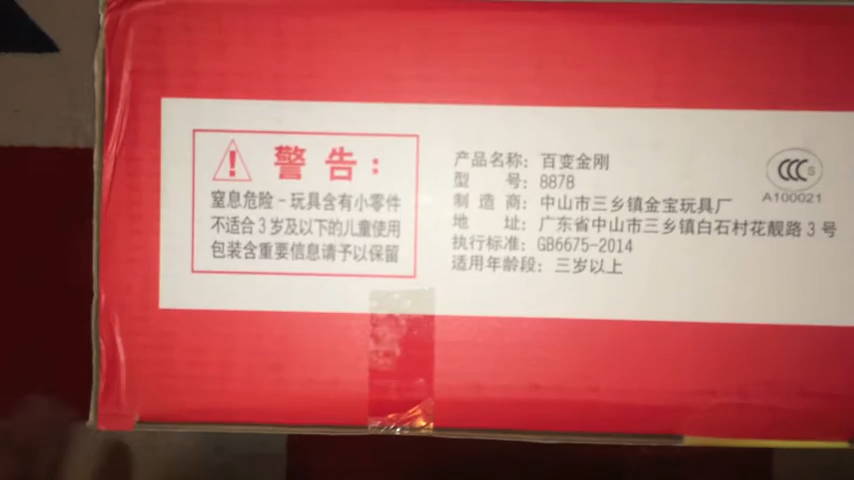 警告:
窒息危险-玩具含有小零件
不适合3岁及以下的儿童使用
包装含重要信息请予以保留
产品名称: 百变金刚
型 号: 8878
制 造 商: 中山市三乡镇金宝玩具厂
地 址: 广东省中山市三乡镇白石村花靓路3号
执行标准: GB6675-2014
适用年龄段: 三岁以上
CCC S
A100021